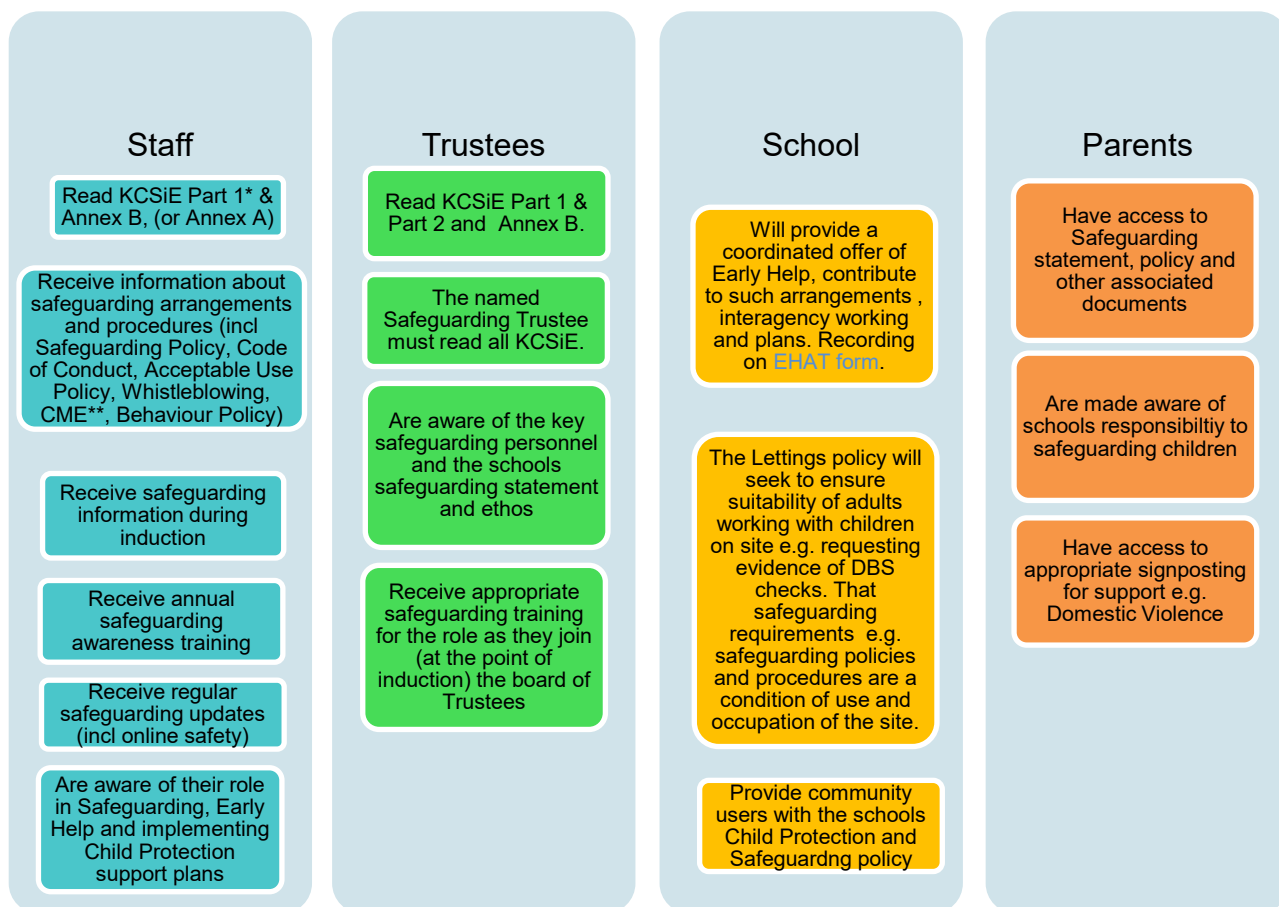 Staff
Read KCSiE Part 1* &
Annex B, (or Annex A)
Receive information about
safeguarding arrangements
and procedures (incl
Safeguarding Policy, Code
of Conduct, Acceptable Use
Policy, Whistleblowing,
CME**, Behaviour Policy)
Receive safeguarding
information during
induction
Receive annual
safeguarding
awareness training
Receive regular
safeguarding updates
(incl online safety)
Are aware of their role
in Safeguarding, Early
Help and implementing
Child Protection
support plans
Trustees
Read KCSiE Part 1 &
Part 2 and Annex B.
The named
Safeguarding Trustee
must read all KCSiE.
Are aware of the key
safeguarding personnel
and the schools
safeguarding statement
and ethos
Receive appropriate
safeguarding training
for the role as they join
(at the point of
induction) the board of
Trustees
School
Will provide a
coordinated offer of
Early Help, contribute
to such arrangements ,
interagency working
and plans. Recording
on EHAT form.
The Lettings policy will
seek to ensure
suitability of adults
working with children
on site e.g. requesting
evidence of DBS
checks. That
safeguarding
requirements e.g.
safeguarding policies
and procedures are a
condition of use and
occupation of the site.
Provide community
users with the schools
Child Protection and
Safeguardng policy
Parents
Have access to
Safeguarding
statement, policy and
other associated
documents
Are made aware of
schools responsibiltiy to
safeguarding children
Have access to
appropriate signposting
for support e.g.
Domestic Violence